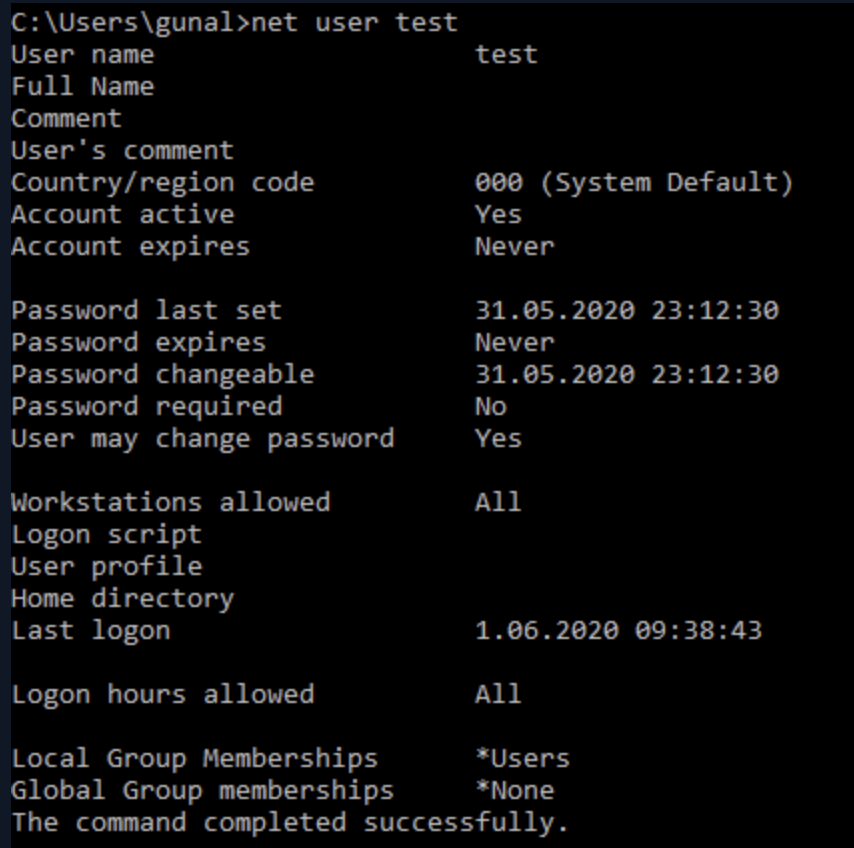 C:\Users\gunal>net user test
User name                    test
Full Name
Comment
User's comment
Country/region code          000 (System Default)
Account active               Yes
Account expires              Never

Password last set            31.05.2020 23:12:30
Password expires             Never
Password changeable          31.05.2020 23:12:30
Password required            No
User may change password     Yes

Workstations allowed         All
Logon script
User profile
Home directory
Last logon                   1.06.2020 09:38:43

Logon hours allowed          All

Local Group Memberships      *Users
Global Group memberships     *None
The command completed successfully.